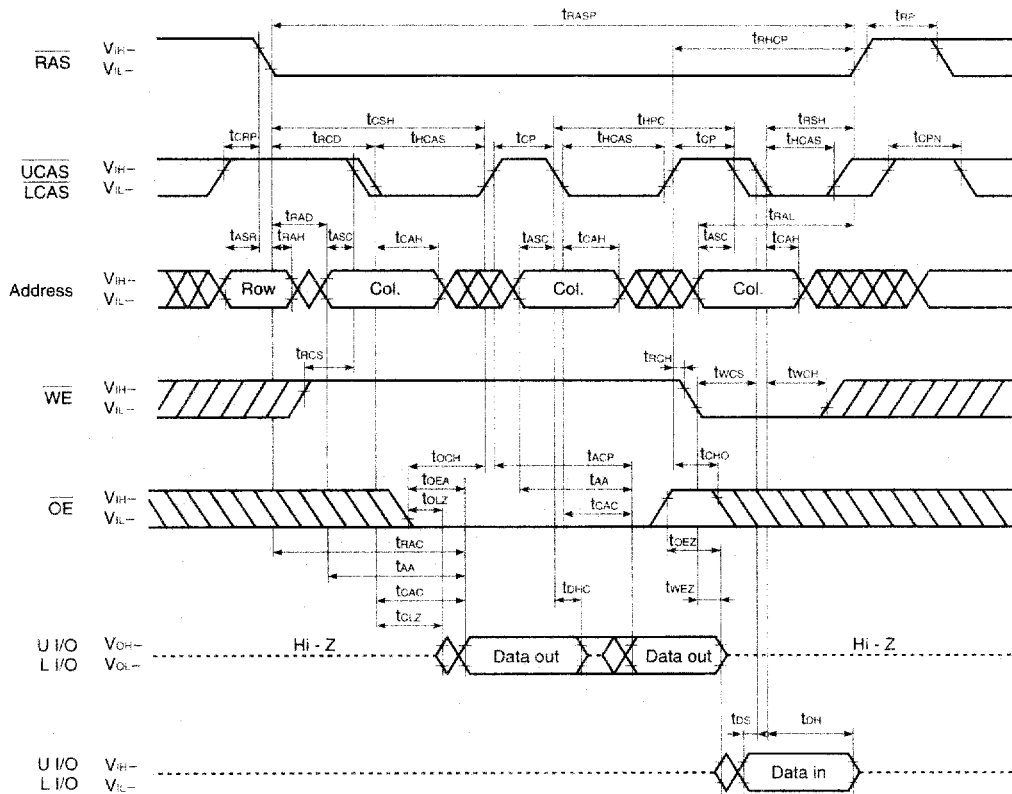 tRASP
tRP
tRHCP
RAS
VIH–
VIL–
tCSH
tHPC
tRSH
tCRP
tRCD
tHCAS
tCP
tHCAS
tCP
tHCAS
tCPN
UCAS
LCAS
VIH–
VIL–
tRAD
tRAL
tASR
tRAH
tASC
tCAH
tASC
tCAH
tASC
tCAH
Address
VIH–
VIL–
Row
Col.
Col.
Col.
tRCS
tRCH
tWCS
tWCH
WE
VIH–
VIL–
tOCH
tACP
tCHO
tOEA
tAA
tOLZ
tCAC
OE
VIH–
VIL–
tRAC
tOEZ
tAA
tCAC
tDHC
tWEZ
tCLZ
U I/O
L I/O
VOH–
VOL–
Hi - Z
Data out
Data out
Hi - Z
tDS
tDH
U I/O
L I/O
VIH–
VIL–
Data in